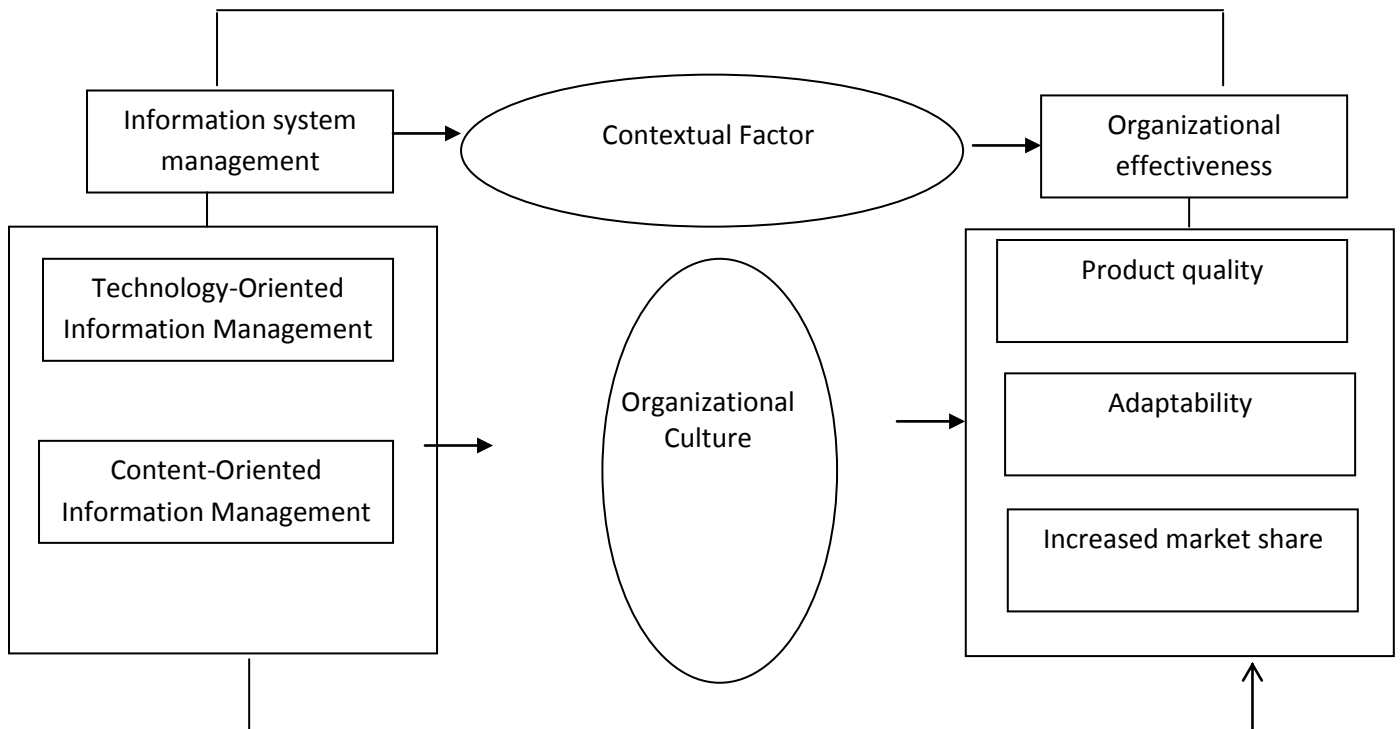 Information system
management
Contextual Factor
Organizational
effectiveness
Technology-Oriented
Information Management
Content-Oriented
Information Management
Organizational
Culture
Product quality
Adaptability
Increased market share